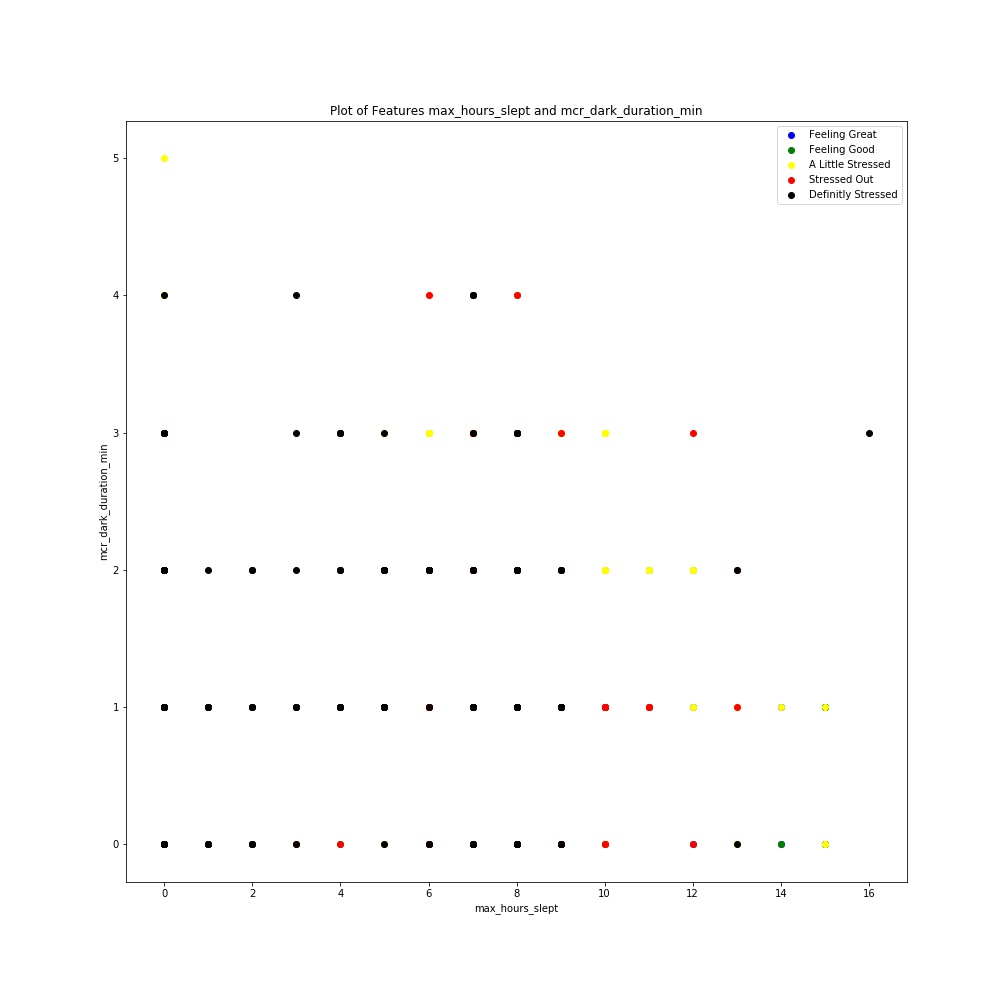 Plot of Features max_hours_slept and mcr_dark_duration_min
Feeling Great
Feeling Good
A Little Stressed
Stressed Out
Definitly Stressed
mcr_dark_duration_min
5
4
3
2
1
0
0 2 4 6 8 10 12 14 16
max_hours_slept